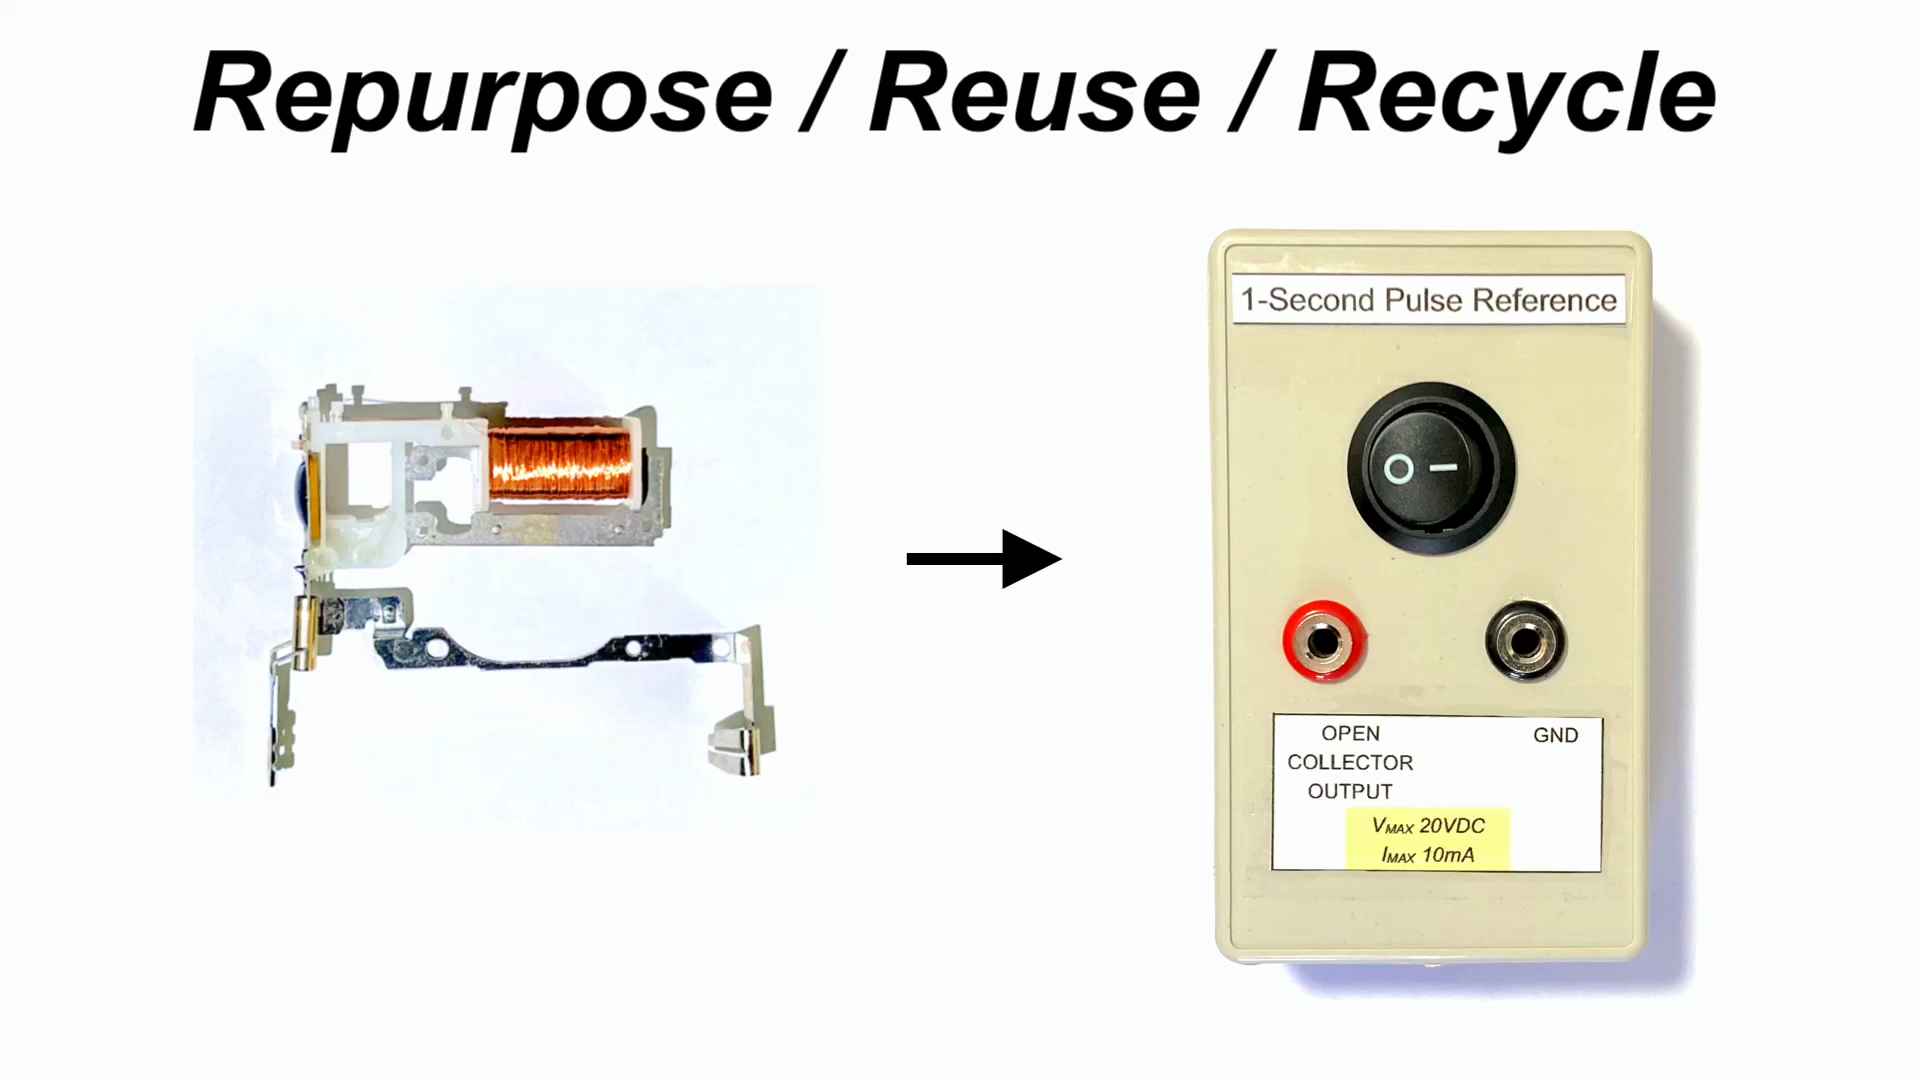 Repurpose / Reuse / Recycle
1-Second Pulse Reference
O I
OPEN
COLLECTOR
OUTPUT
GND
VMAX 20VDC
IMAX 10mA